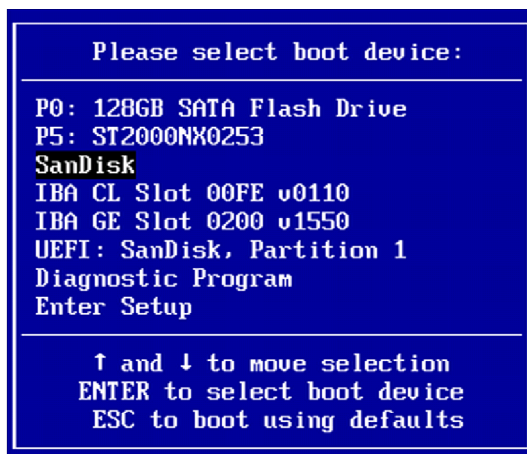 Please select boot device:
P0: 128GB SATA Flash Drive
P5: ST2000NX0253
SanDisk
IBA CL Slot 00FE v0110
IBA GE Slot 0200 v1550
UEFI: SanDisk, Partition 1
Diagnostic Program
Enter Setup
↑ and ↓ to move selection
ENTER to select boot device
ESC to boot using defaults